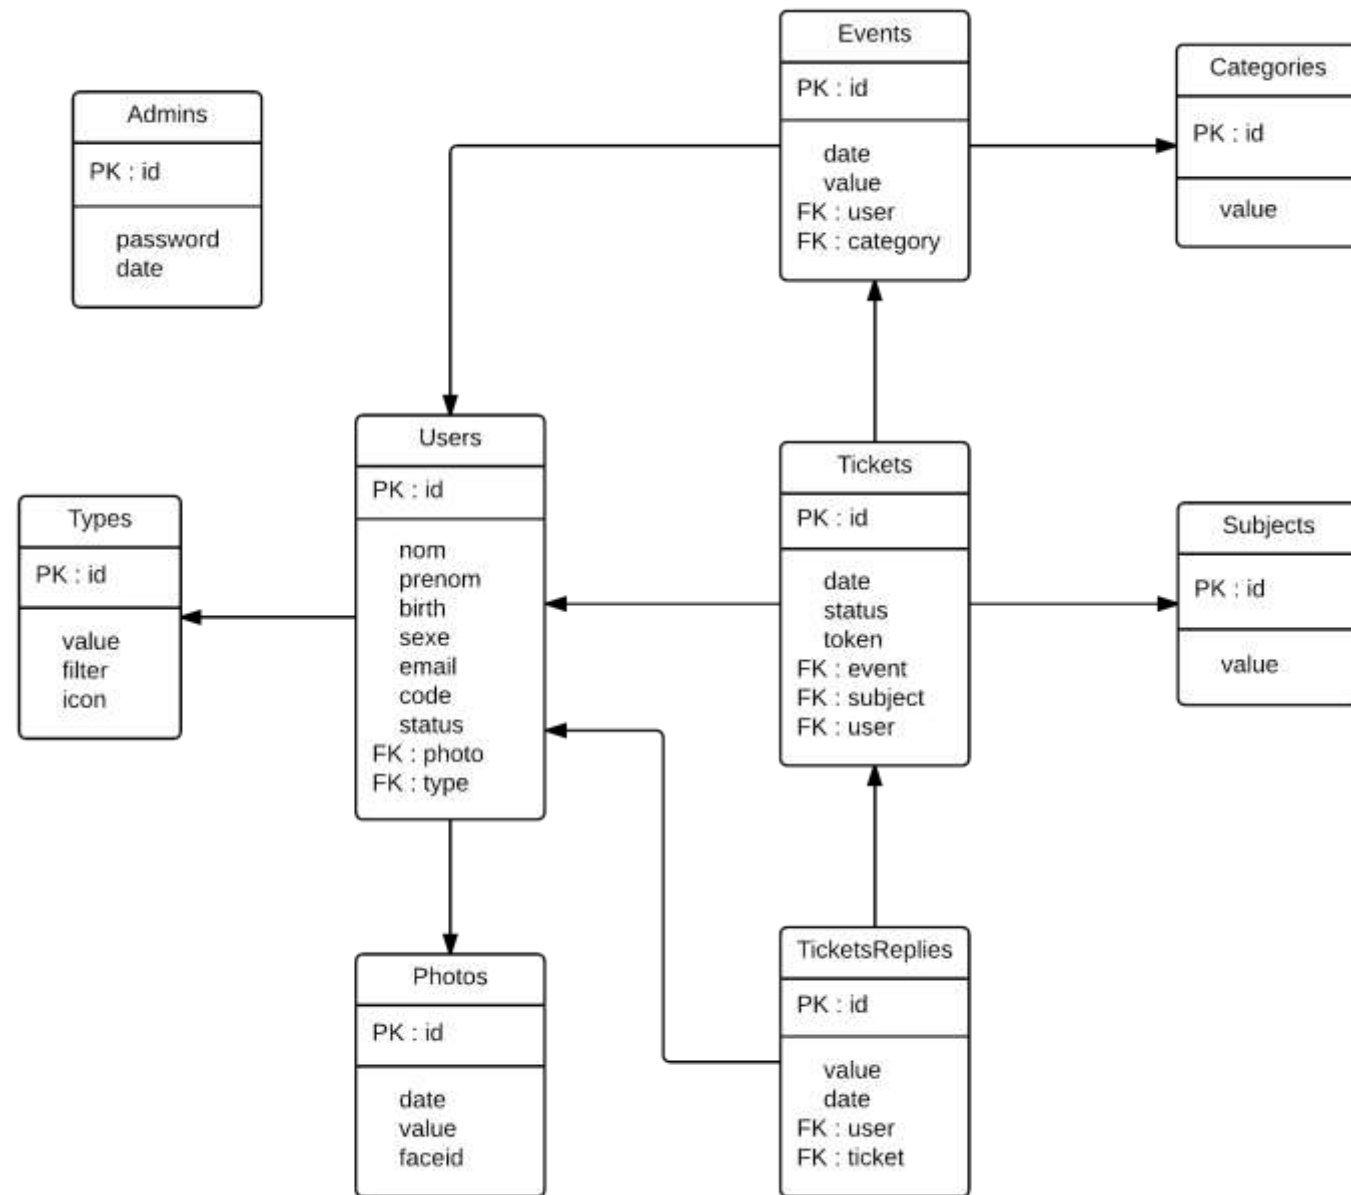 Events
PK : id
date
value
FK : user
FK : category
Categories
PK : id
value
Admins
PK : id
password
date
Users
PK : id
nom
prenom
birth
sexe
email
code
status
FK : photo
FK : type
Tickets
PK : id
date
status
token
FK : event
FK : subject
FK : user
Types
PK : id
value
filter
icon
Subjects
PK : id
value
Photos
PK : id
date
value
faceid
TicketsReplies
PK : id
value
date
FK : user
FK : ticket